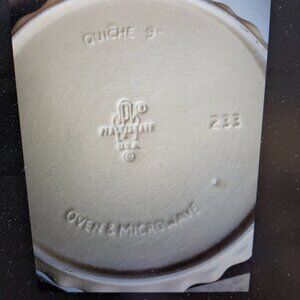 QUICHE 9
PFALTZGRAFF
U.S.A.
©
233
OVEN & MICROWAVE